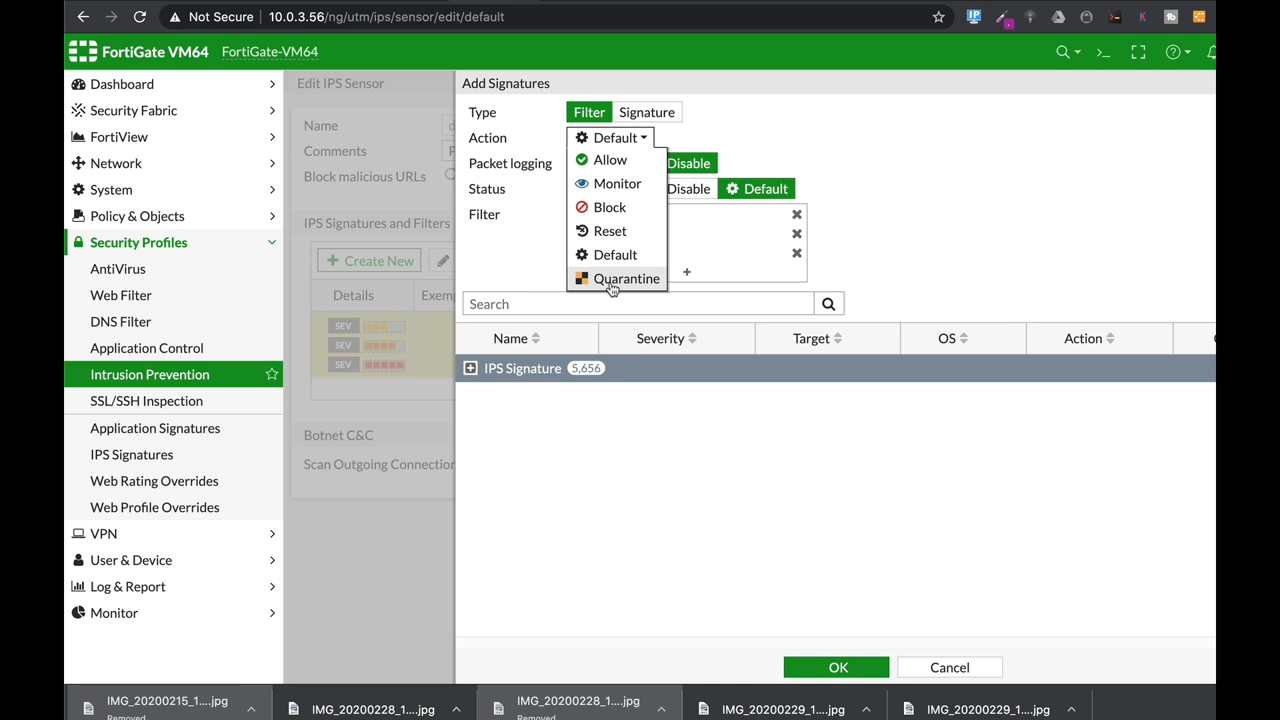 Not Secure | 10.0.3.56/ng/utm/ips/sensor/edit/default
FortiGate VM64 FortiGate-VM64
Dashboard
Security Fabric
FortiView
Network
System
Policy & Objects
Security Profiles
AntiVirus
Web Filter
DNS Filter
Application Control
Intrusion Prevention
SSL/SSH Inspection
Application Signatures
IPS Signatures
Web Rating Overrides
Web Profile Overrides
VPN
User & Device
Log & Report
Monitor
Edit IPS Sensor
Name
Comments
Block malicious URLs
IPS Signatures and Filters
+ Create New
Details
SEV
SEV
SEV
Botnet C&C
Scan Outgoing
Add Signatures
Type Filter Signature
Action Default
Packet logging Disable
Status Disable Default
Filter
Allow
Monitor
Block
Reset
Default
Quarantine
Search
Name Severity Target OS Action
IPS Signature 5,656
OK Cancel
IMG_20200215_1....jpg IMG_20200228_1....jpg IMG_20200228_1....jpg IMG_20200229_1....jpg IMG_20200229_1....jpg
Removed Removed